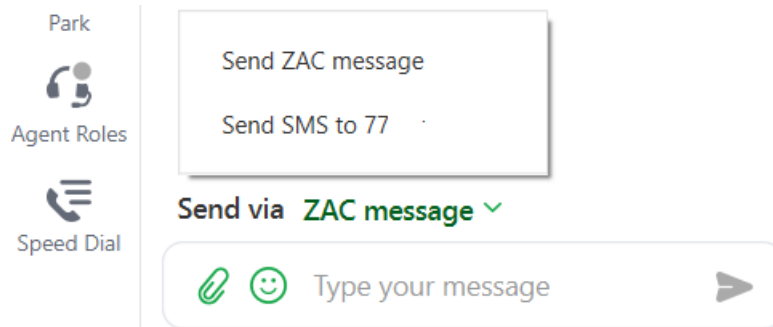 Park
Agent Roles
Speed Dial
Send ZAC message
Send SMS to 77
Send via ZAC message
Type your message